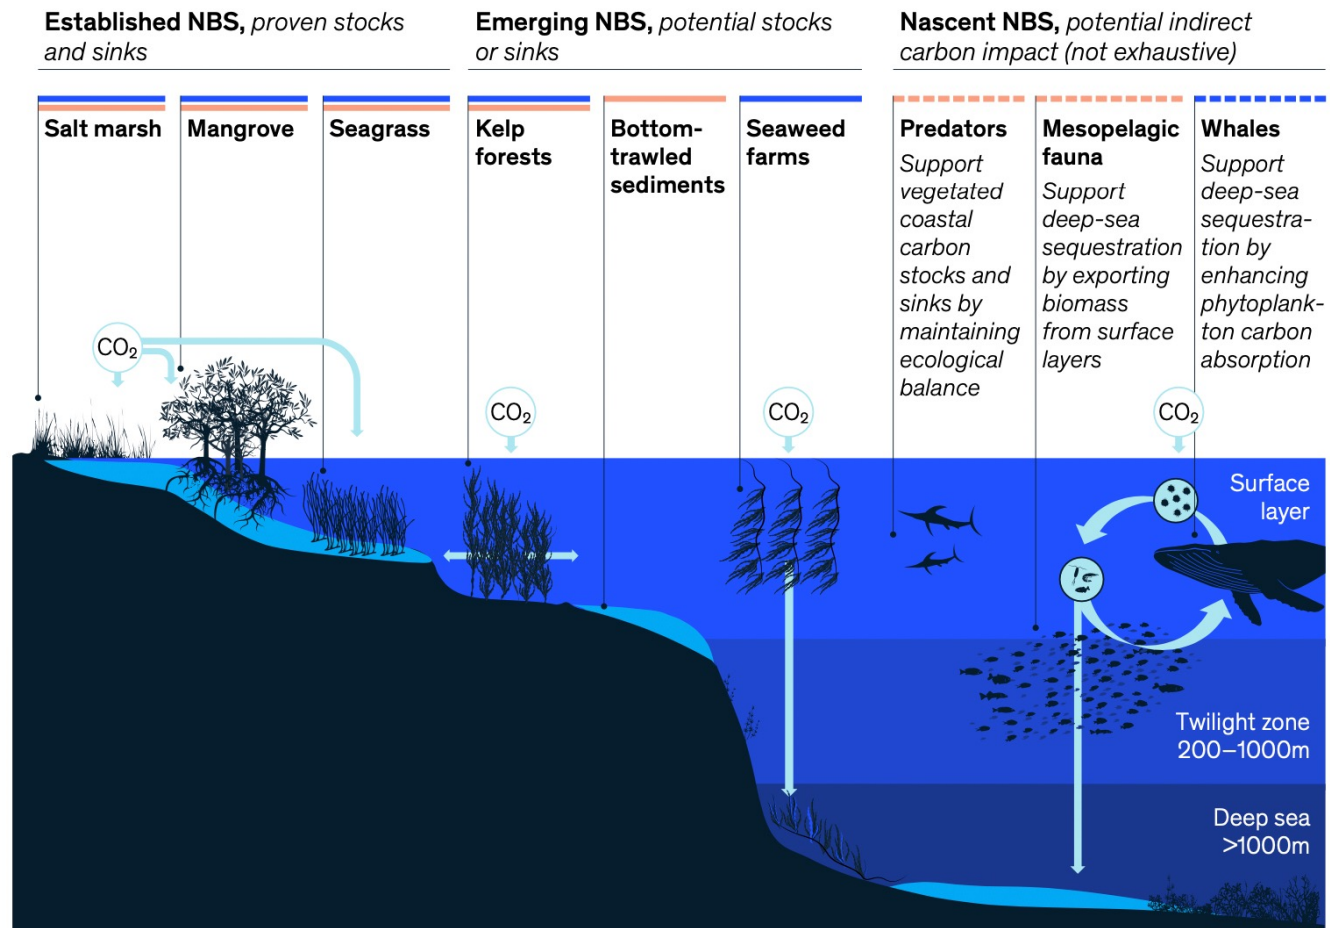 Established NBS, proven stocks
and sinks
Emerging NBS, potential stocks
or sinks
Nascent NBS, potential indirect
carbon impact (not exhaustive)
Salt marsh
Mangrove
Seagrass
Kelp
forests
Bottom-
trawled
sediments
Seaweed
farms
Predators
Support
vegetated
coastal
carbon
stocks and
sinks by
maintaining
ecological
balance
Mesopelagic
fauna
Support
deep-sea
sequestration
by exporting
biomass
from surface
layers
Whales
Support
deep-sea
sequestra-
tion by
enhancing
phytoplank-
ton carbon
absorption
CO₂
CO₂
CO₂
CO₂
Surface
layer
Twilight zone
200–1000m
Deep sea
>1000m